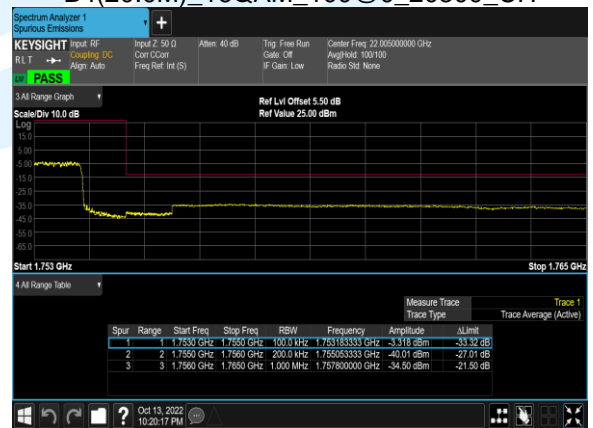 Spectrum Analyzer 1
Spurious Emissions
KEYSIGHT Input: RF Input Z: 50 Ω Atten: 40 dB Trig: Free Run Center Freq: 22.005000000 GHz
RLT Coupling: DC Corr CCorr Gate: Off Avg|Hold: 100/100
Align: Auto Freq Ref: Int (S) IF Gain: Low Radio Std: None
LW PASS
3 All Range Graph
Ref Lvl Offset 5.50 dB
Scale/Div 10.0 dB Ref Value 25.00 dBm
Log
15.0
5.00
-5.00
-15.0
-25.0
-35.0
-45.0
-55.0
-65.0
Start 1.753 GHz Stop 1.765 GHz
4 All Range Table
Measure Trace Trace 1
Trace Type Trace Average (Active)
Spur Range Start Freq Stop Freq RBW Frequency Amplitude ΔLimit
1 1 1.7530 GHz 1.7550 GHz 100.0 kHz 1.753183333 GHz -3.318 dBm -33.32 dB
2 2 1.7550 GHz 1.7560 GHz 200.0 kHz 1.755053333 GHz -40.01 dBm -27.01 dB
3 3 1.7560 GHz 1.7650 GHz 1.000 MHz 1.757800000 GHz -34.50 dBm -21.50 dB
Oct 13, 2022
10:20:17 PM